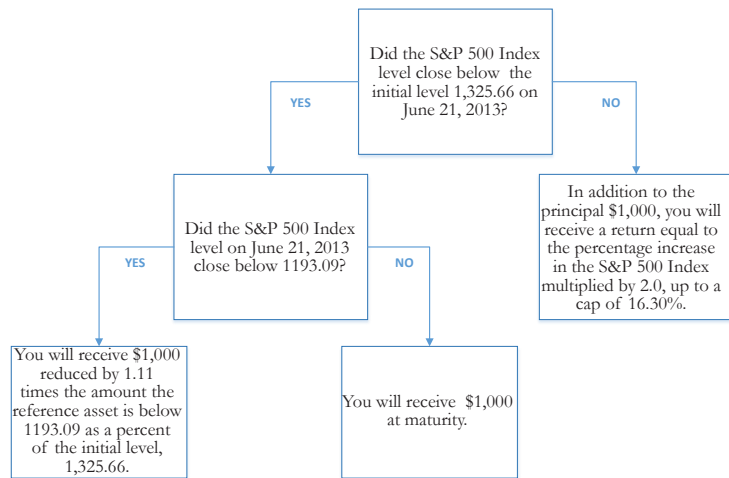 Did the S&P 500 Index
level close below the
initial level 1,325.66 on
June 21, 2013?
YES
NO
Did the S&P 500 Index
level on June 21, 2013
close below 1193.09?
In addition to the
principal $1,000, you will
receive a return equal to
the percentage increase
in the S&P 500 Index
multiplied by 2.0, up to a
cap of 16.30%.
YES
NO
You will receive $1,000
reduced by 1.11
times the amount the
reference asset is below
1193.09 as a percent
of the initial level,
1,325.66.
You will receive $1,000
at maturity.